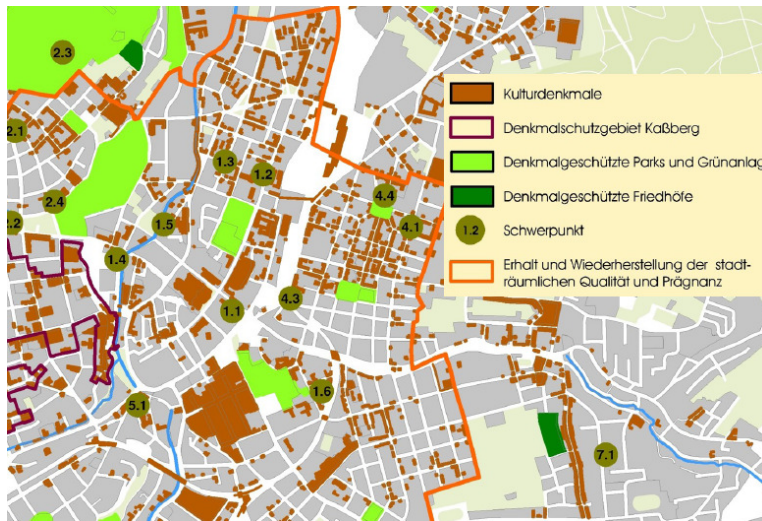 2.3
2.1
1.3
1.2
2.4
2.2
1.5
1.4
4.4
4.1
4.3
1.1
5.1
1.6
7.1
Kulturdenkmale
Denkmalschutzgebiet Kaßberg
Denkmalgeschützte Parks und Grünanlag
Denkmalgeschützte Friedhöfe
1.2 Schwerpunkt
Erhalt und Wiederherstellung der stadt-
räumlichen Qualität und Prägnanz